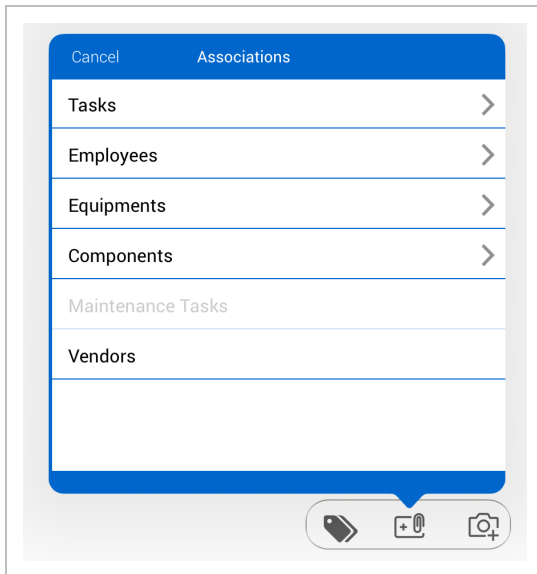 Cancel Associations
Tasks
Employees
Equipments
Components
Maintenance Tasks
Vendors